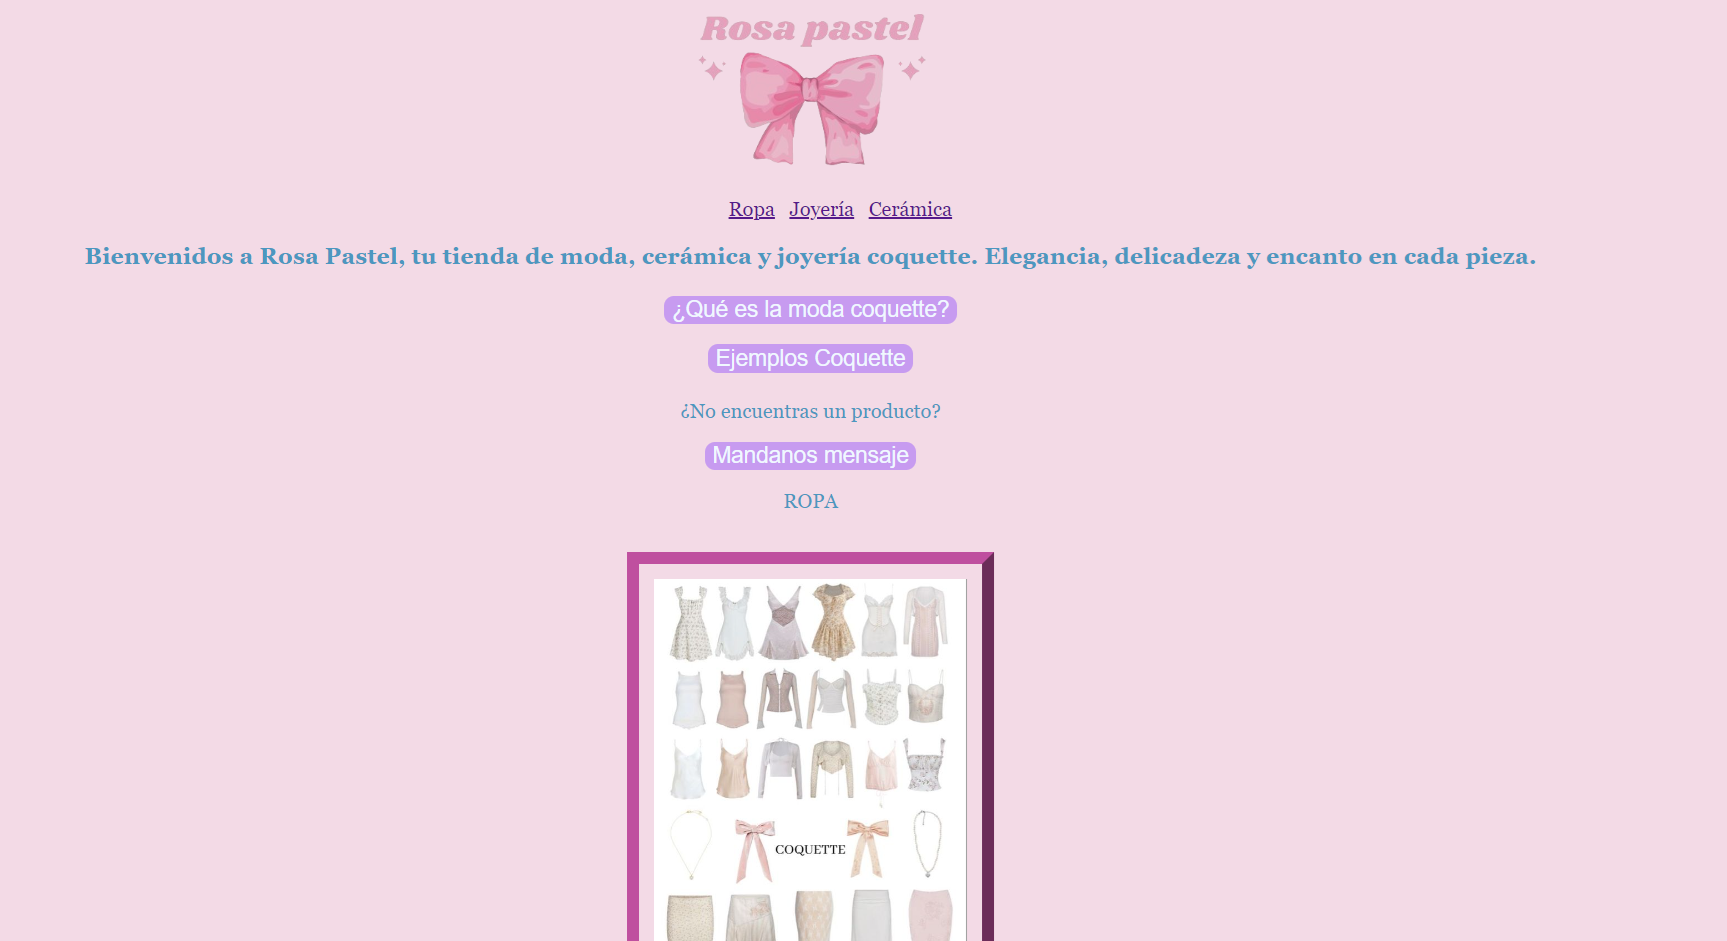 Rosa pastel
Ropa Joyería Cerámica
Bienvenidos a Rosa Pastel, tu tienda de moda, cerámica y joyería coquette. Elegancia, delicadeza y encanto en cada pieza.
¿Qué es la moda coquette?
Ejemplos Coquette
¿No encuentras un producto?
Mandanos mensaje
ROPA
COQUETTE